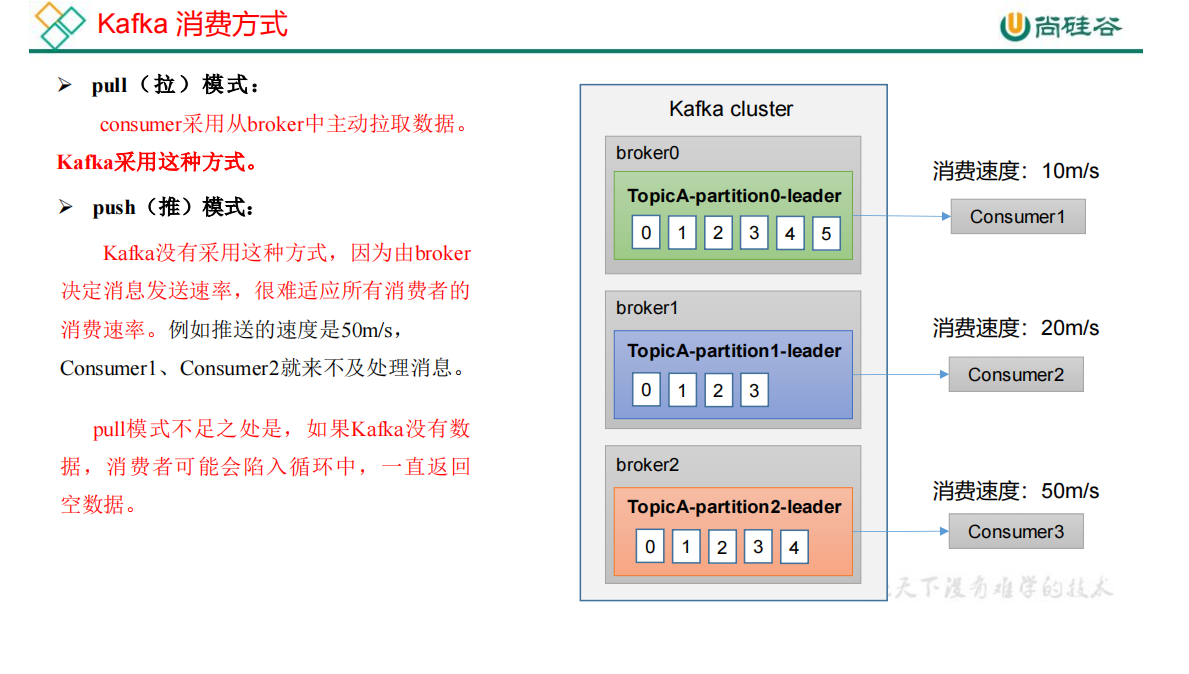 Kafka 消费方式
尚硅谷
➢ pull（拉）模式：
consumer采用从broker中主动拉取数据。
Kafka采用这种方式。
➢ push（推）模式：
Kafka没有采用这种方式，因为由broker
决定消息发送速率，很难适应所有消费者的
消费速率。例如推送的速度是50m/s，
Consumer1、Consumer2就来不及处理消息。
pull模式不足之处是，如果Kafka没有数
据，消费者可能会陷入循环中，一直返回
空数据。
Kafka cluster
broker0
TopicA-partition0-leader
0 1 2 3 4 5
消费速度：10m/s
Consumer1
broker1
TopicA-partition1-leader
0 1 2 3
消费速度：20m/s
Consumer2
broker2
TopicA-partition2-leader
0 1 2 3 4
消费速度：50m/s
Consumer3
天下没有难学的技术